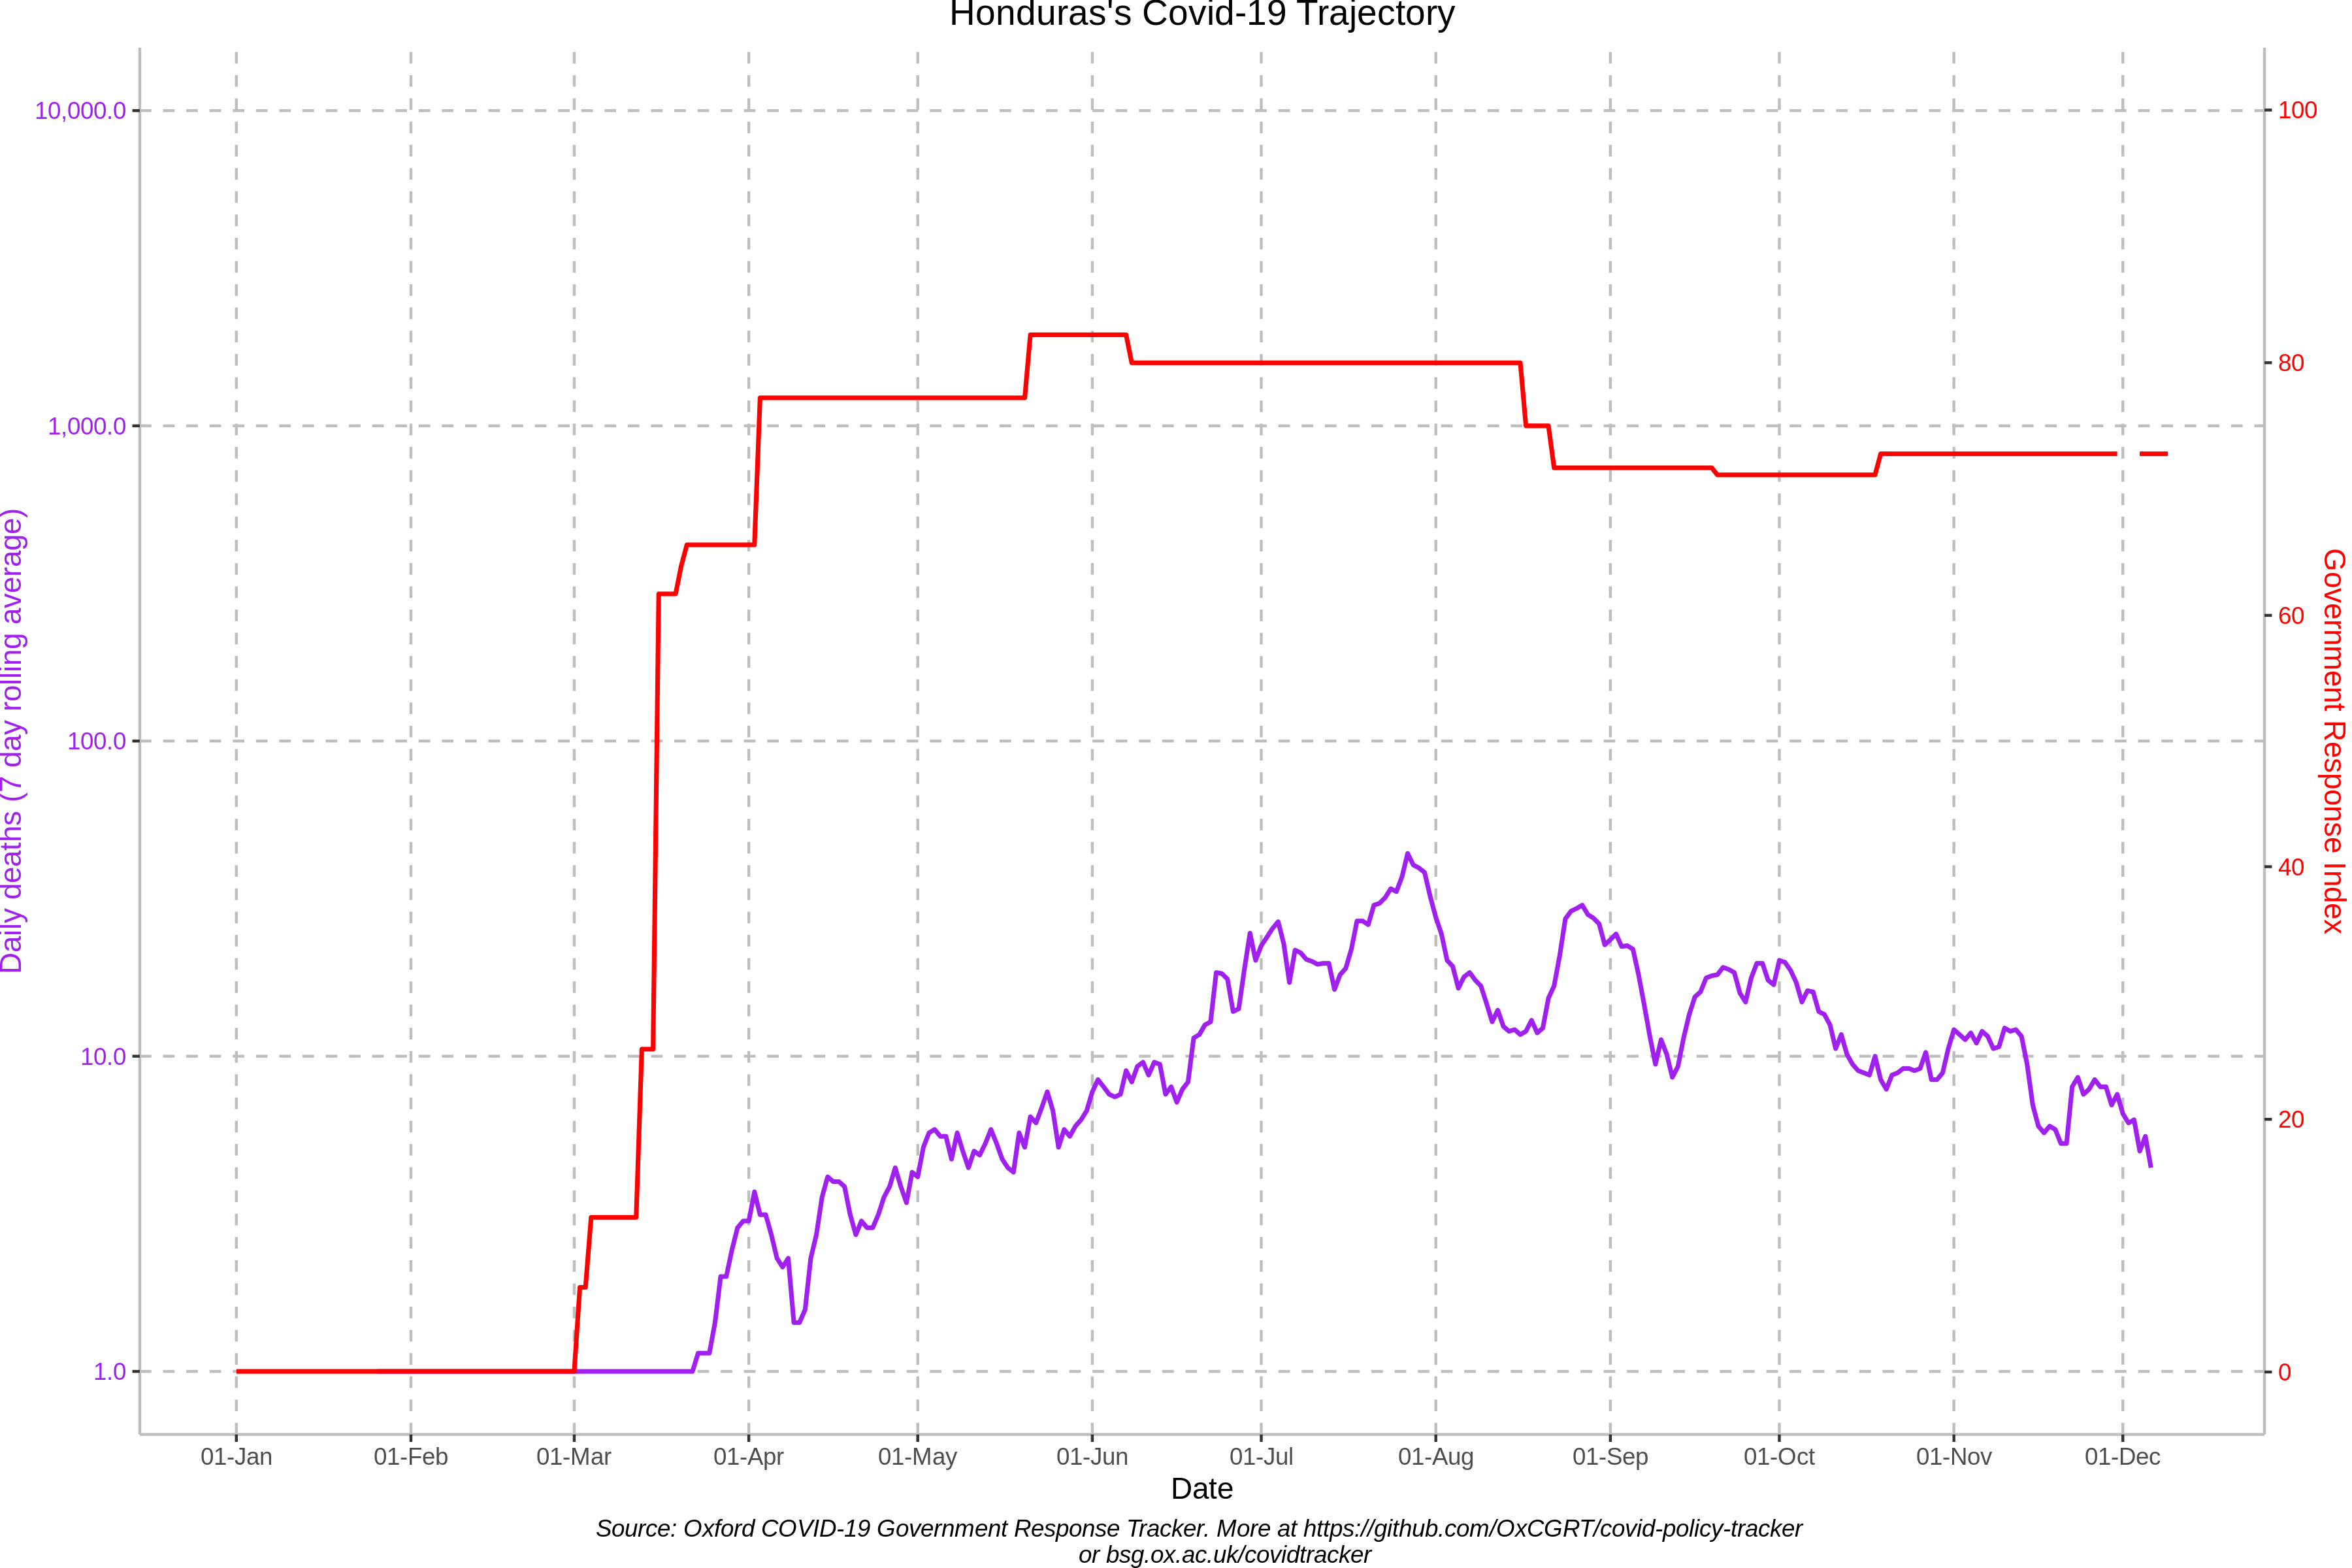 Honduras's Covid-19 Trajectory
10,000.0
1,000.0
100.0
10.0
1.0
Daily deaths (7 day rolling average)
100
80
60
40
20
0
Government Response Index
01-Jan 01-Feb 01-Mar 01-Apr 01-May 01-Jun 01-Jul 01-Aug 01-Sep 01-Oct 01-Nov 01-Dec
Date
Source: Oxford COVID-19 Government Response Tracker. More at https://github.com/OxCGRT/covid-policy-tracker
or bsg.ox.ac.uk/covidtracker